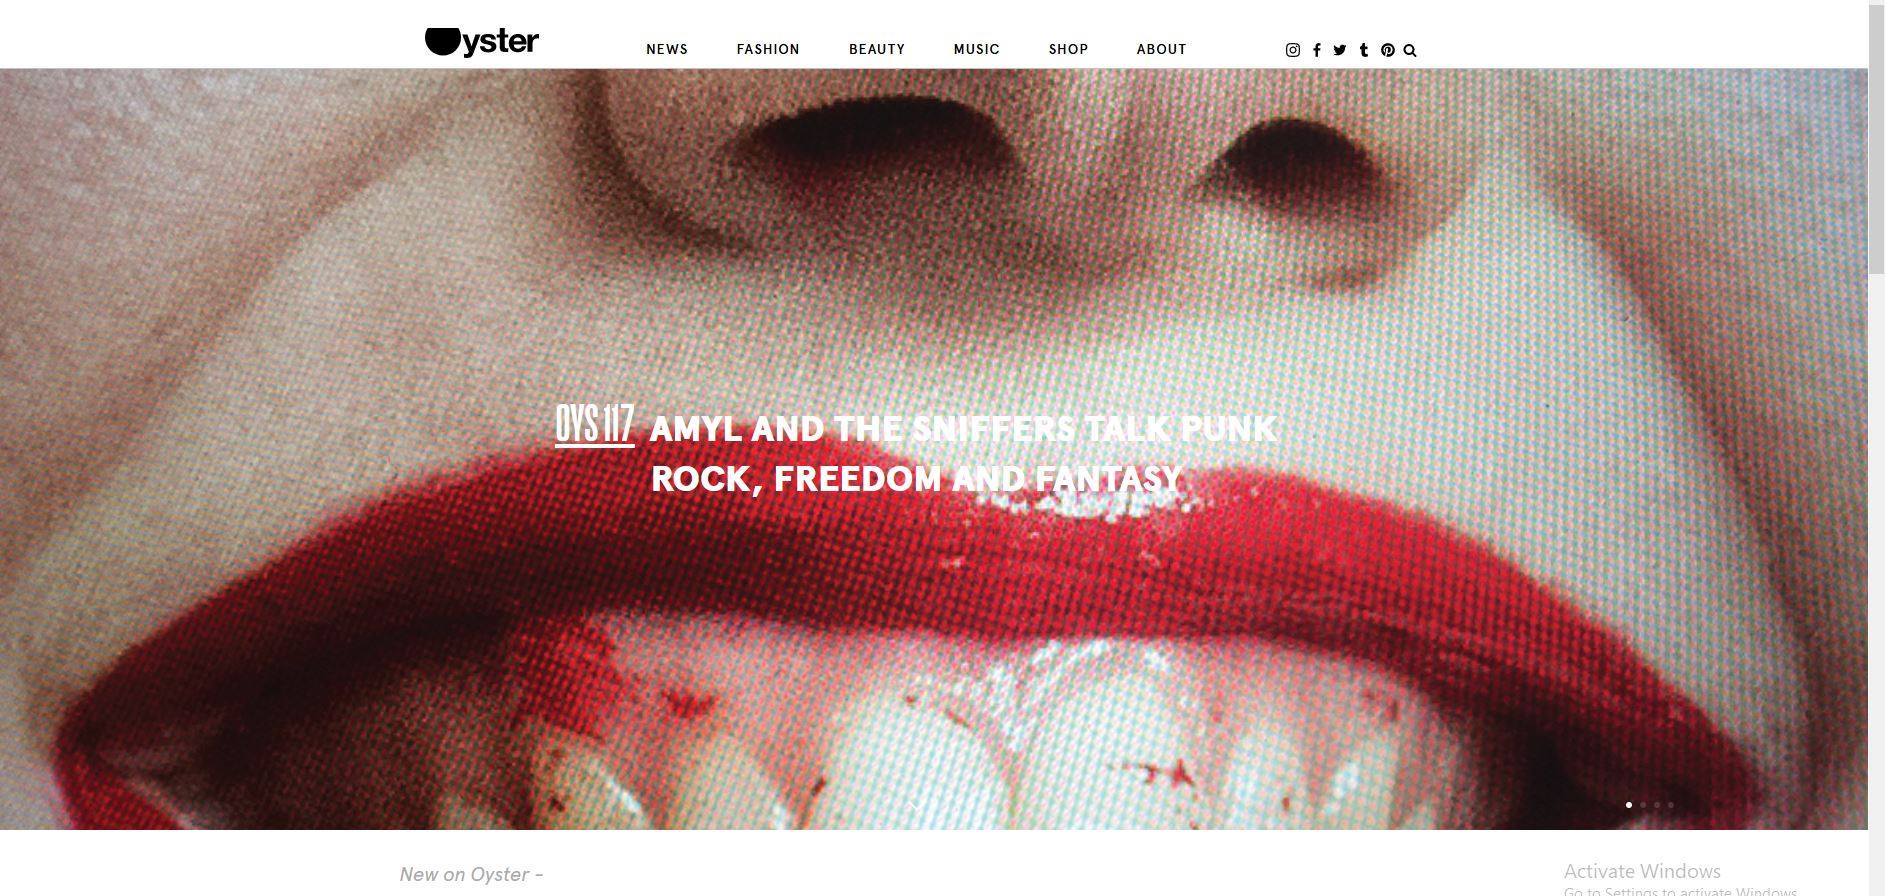 Oyster
NEWS FASHION BEAUTY MUSIC SHOP ABOUT
OYS 117 AMYL AND THE SNIFFERS TALK PUNK
ROCK, FREEDOM AND FANTASY
New on Oyster –
Activate Windows
Go to Settings to activate Windows.